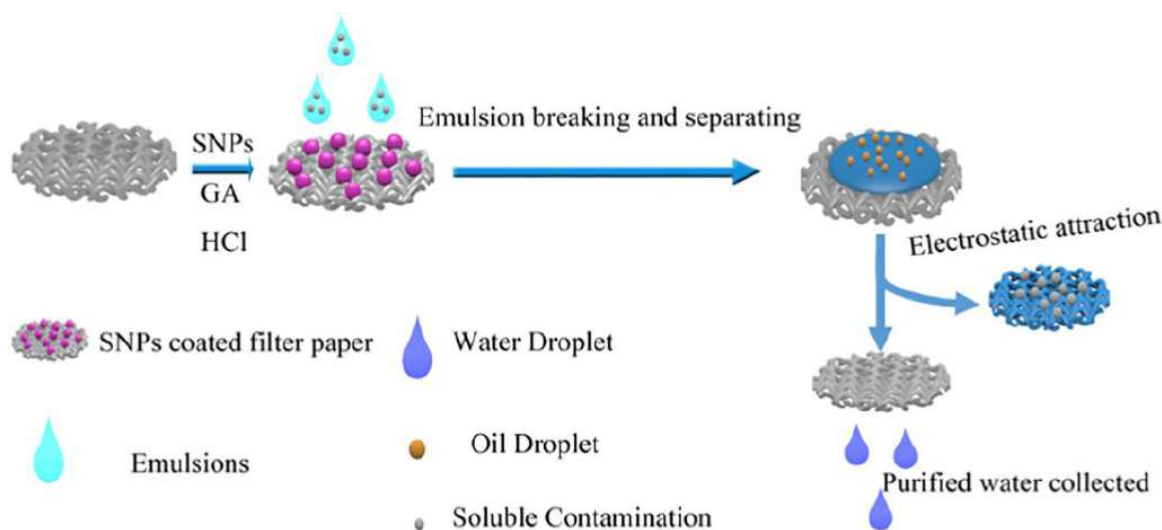 SNPs
GA
HCl
Emulsion breaking and separating
Electrostatic attraction
SNPs coated filter paper
Water Droplet
Emulsions
Oil Droplet
Soluble Contamination
Purified water collected